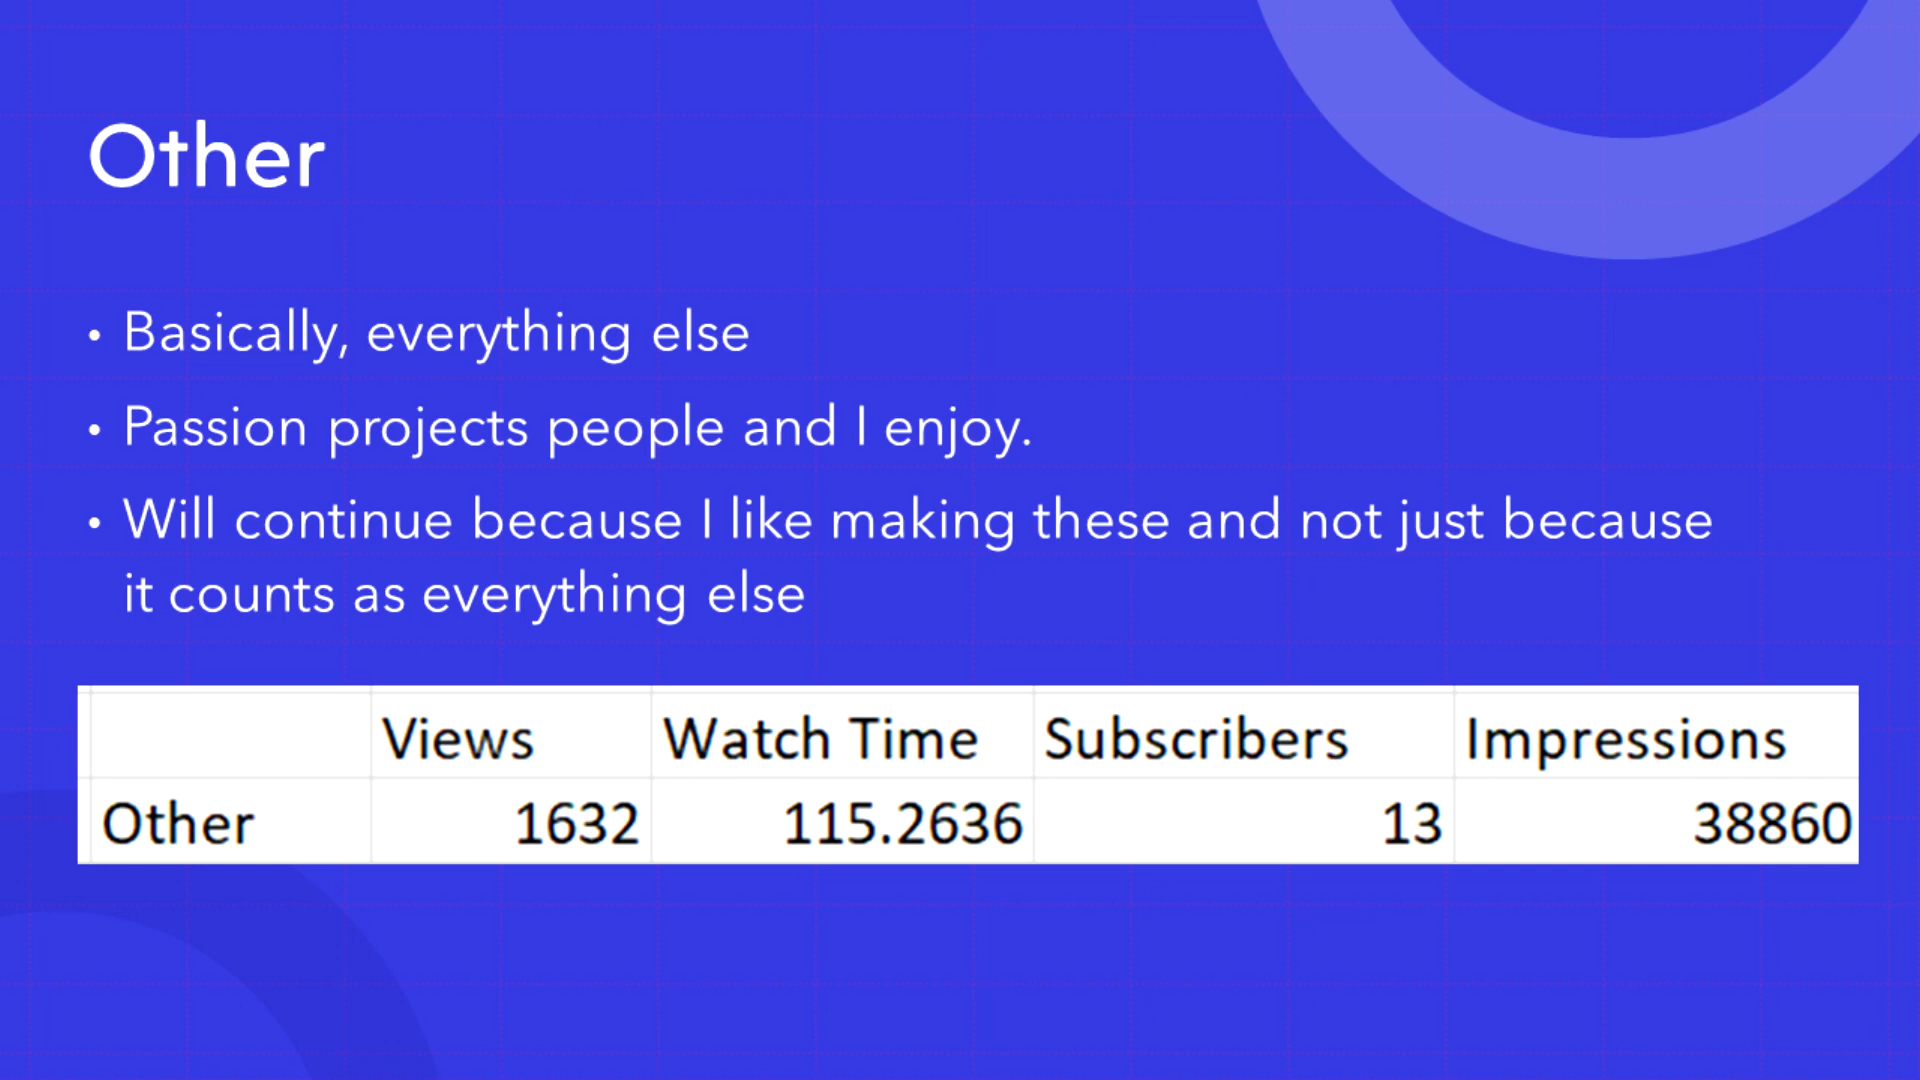 Other
• Basically, everything else
• Passion projects people and I enjoy.
• Will continue because I like making these and not just because
it counts as everything else
Views Watch Time Subscribers Impressions
Other 1632 115.2636 13 38860